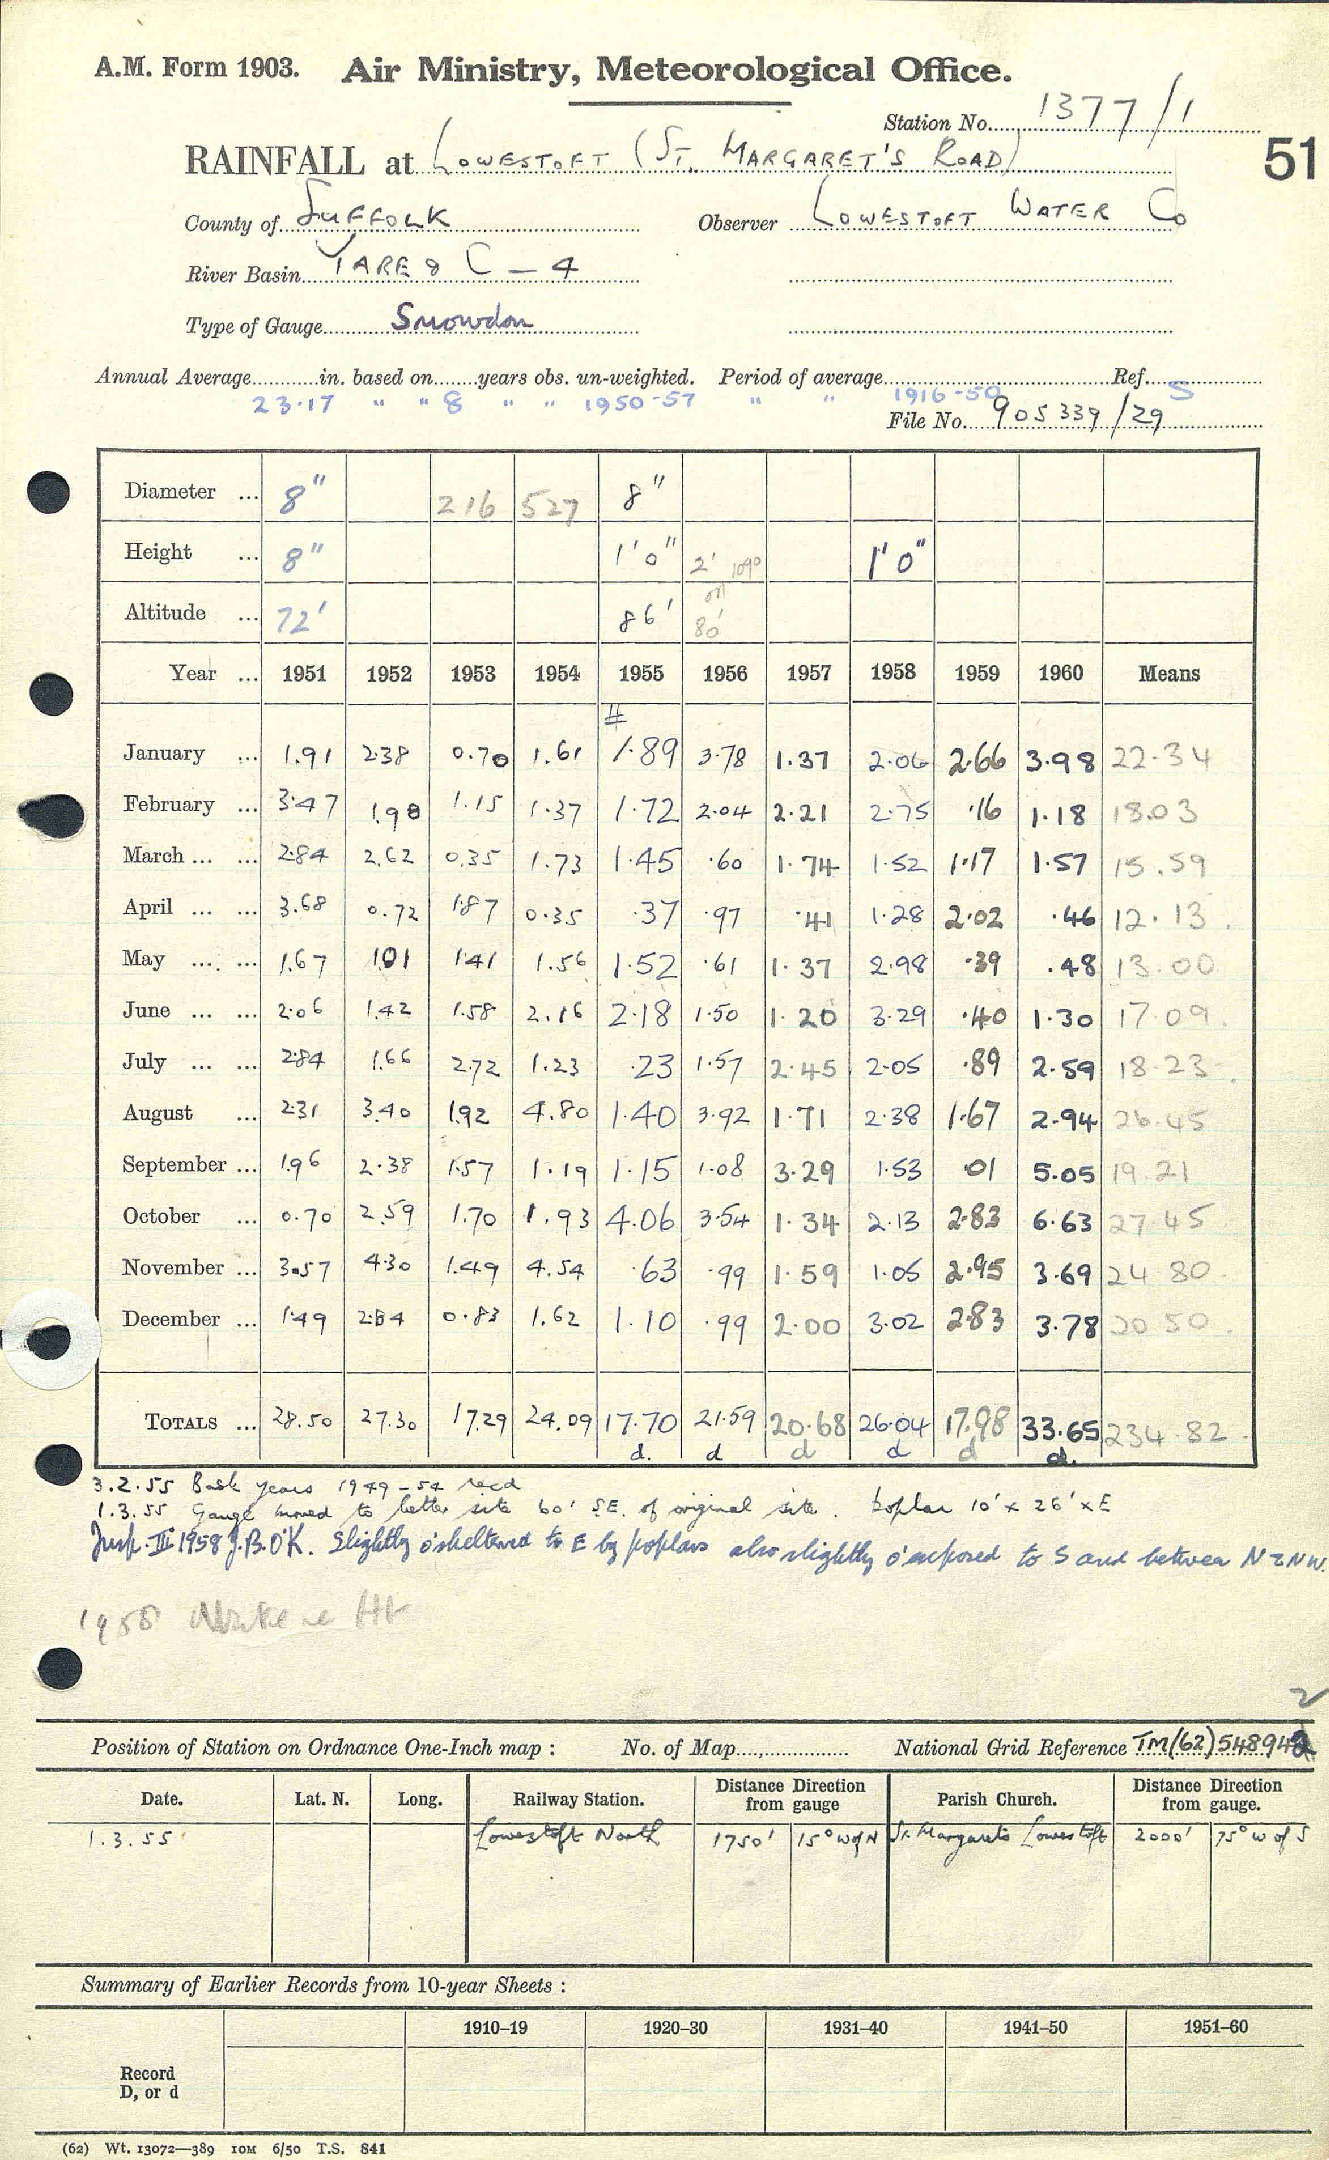 A.M. Form 1903. Air Ministry, Meteorological Office.
Station No. 1377/1
51
RAINFALL at LOWESTOFT (ST. MARGARET'S ROAD)
County of SUFFOLK Observer LOWESTOFT WATER Co
River Basin YARE & C - 4
Type of Gauge Snowdon
Annual Average in. based on years obs. un-weighted. Period of average Ref. S
23.17 " " 8 " " 1950-57 " " 1916-50
File No. 905339/29
Diameter ... 8" 216 527 8"
Height ... 8" 1'0" 2' 1'0"
Altitude ... 72' 86' 80'
Year ... 1951 1952 1953 1954 1955 1956 1957 1958 1959 1960 Means
January ... 1.91 2.38 0.70 1.61 1.89 3.78 1.37 2.06 2.66 3.98 22.34
February ... 3.47 1.98 1.15 1.37 1.72 2.04 2.21 2.75 .16 1.18 18.03
March ... ... 2.84 2.62 0.35 1.73 1.45 .60 1.74 1.52 1.17 1.57 15.59
April ... ... 3.68 0.72 1.87 0.35 .37 .97 .41 1.28 2.02 .46 12.13
May ... ... 1.67 1.01 1.41 1.56 1.52 .61 1.37 2.98 .39 .48 13.00
June ... ... 2.06 1.42 1.58 2.16 2.18 1.50 1.20 3.29 .40 1.30 17.09
July ... ... 2.84 1.66 2.72 1.23 .23 1.57 2.45 2.05 .89 2.59 18.23
August ... 2.31 3.40 1.92 4.80 1.40 3.92 1.71 2.38 1.67 2.94 26.45
September ... 1.96 2.38 1.57 1.19 1.15 1.08 3.29 1.53 .01 5.05 19.21
October ... 0.70 2.59 1.70 1.93 4.06 3.54 1.34 2.13 2.83 6.63 27.45
November ... 3.57 4.30 1.49 4.54 .63 .99 1.59 1.05 2.95 3.69 24.80
December ... 1.49 2.84 0.83 1.62 1.10 .99 2.00 3.02 2.83 3.78 20.50
TOTALS ... 28.50 27.30 17.29 24.09 17.70 21.59 20.68 26.04 17.98 33.65 234.82
d. d d d d d.
3.2.55 Back years 1949-54 recd
1.3.55 Gauge moved to better site 60' SE. of original site. Poplar 10' x 26' x E
Insp. III 1958 J.B.O'K. Slightly o'sheltered to E by poplars also slightly o'exposed to S and between N & NW.
1958
2
Position of Station on Ordnance One-Inch map : No. of Map National Grid Reference TM(62)548942
Date. Lat. N. Long. Railway Station. Distance Direction from gauge Parish Church. Distance Direction from gauge.
1.3.55 Lowestoft North 1750' 15° W of N St. Margarets Lowestoft 2000' 75° W of S
Summary of Earlier Records from 10-year Sheets :
1910–19 1920–30 1931–40 1941–50 1951–60
Record
D, or d
(62) Wt. 13072—389 10M 6/50 T.S. 841